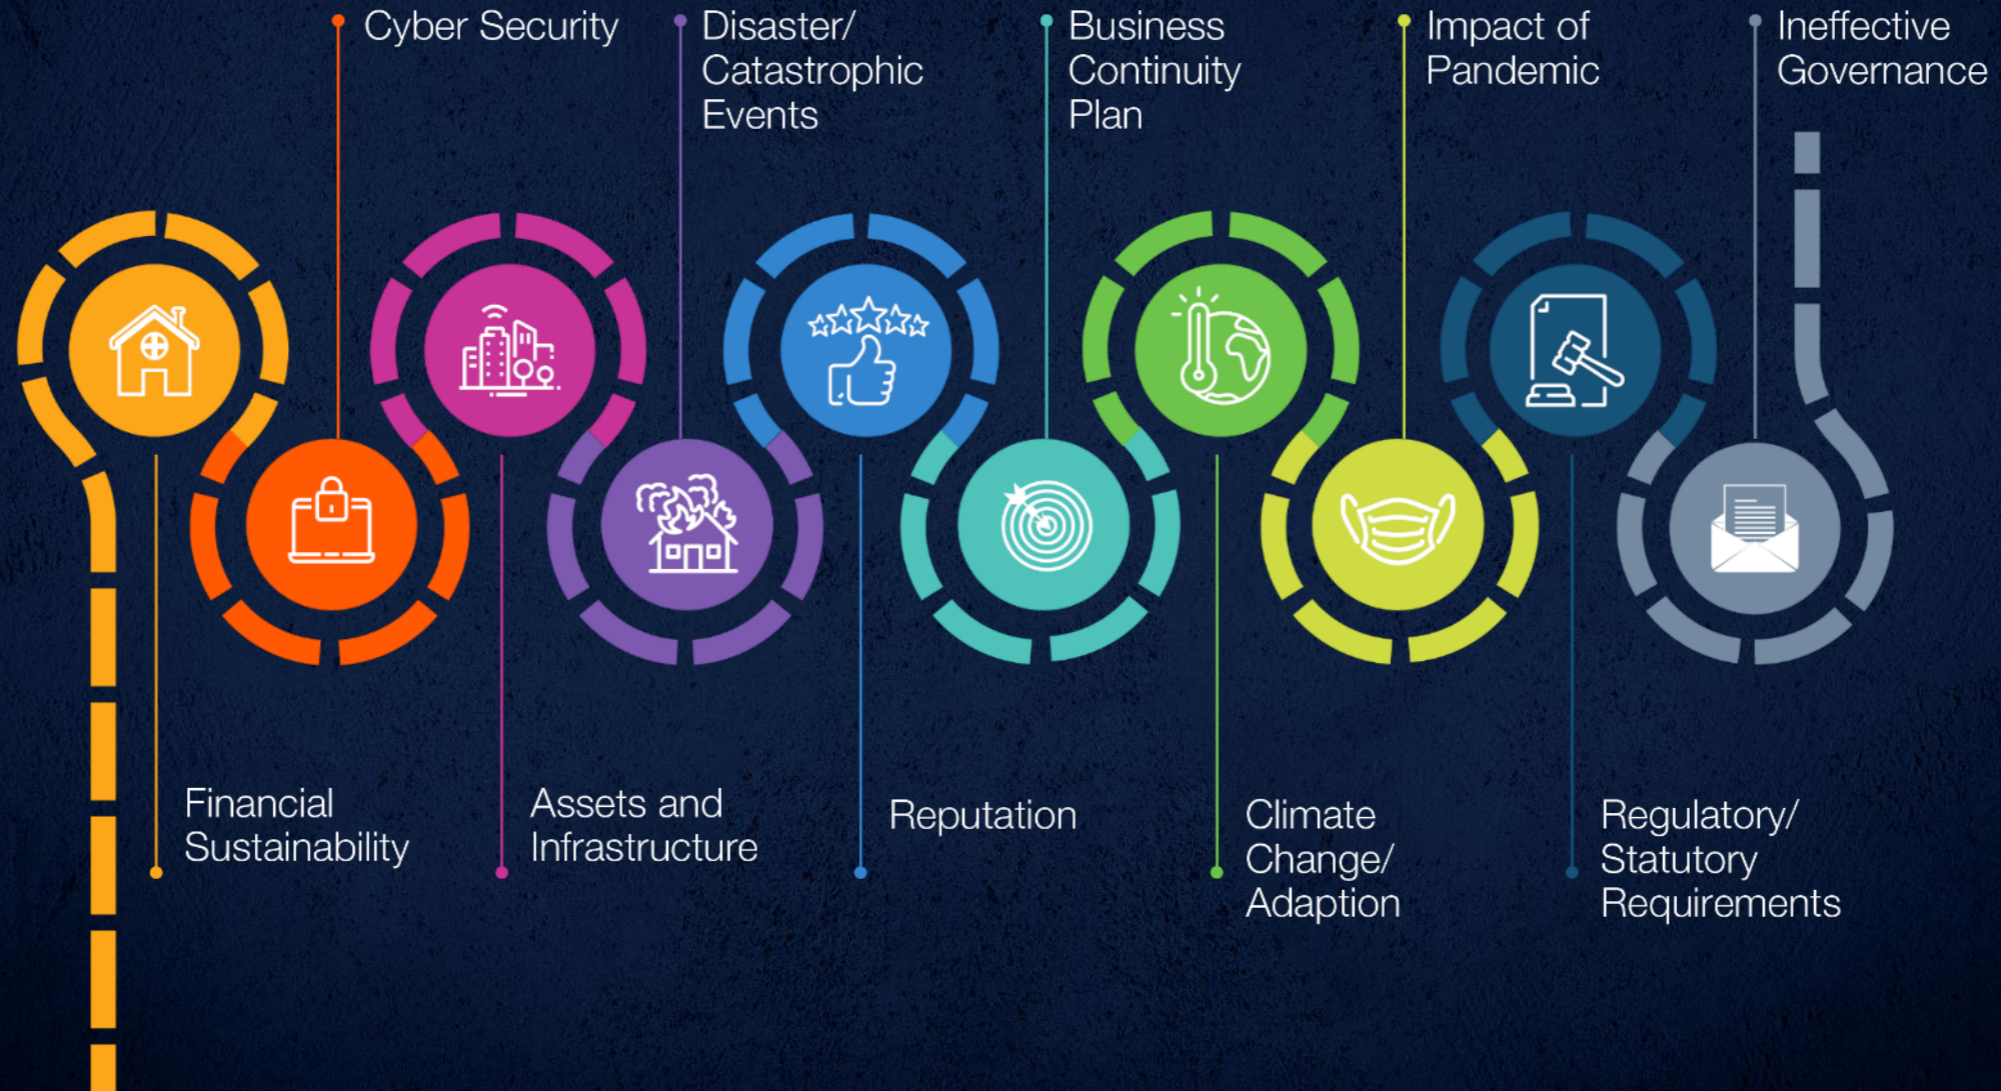 Cyber Security
Disaster/
Catastrophic
Events
Business
Continuity
Plan
Impact of
Pandemic
Ineffective
Governance
Financial
Sustainability
Assets and
Infrastructure
Reputation
Climate
Change/
Adaption
Regulatory/
Statutory
Requirements